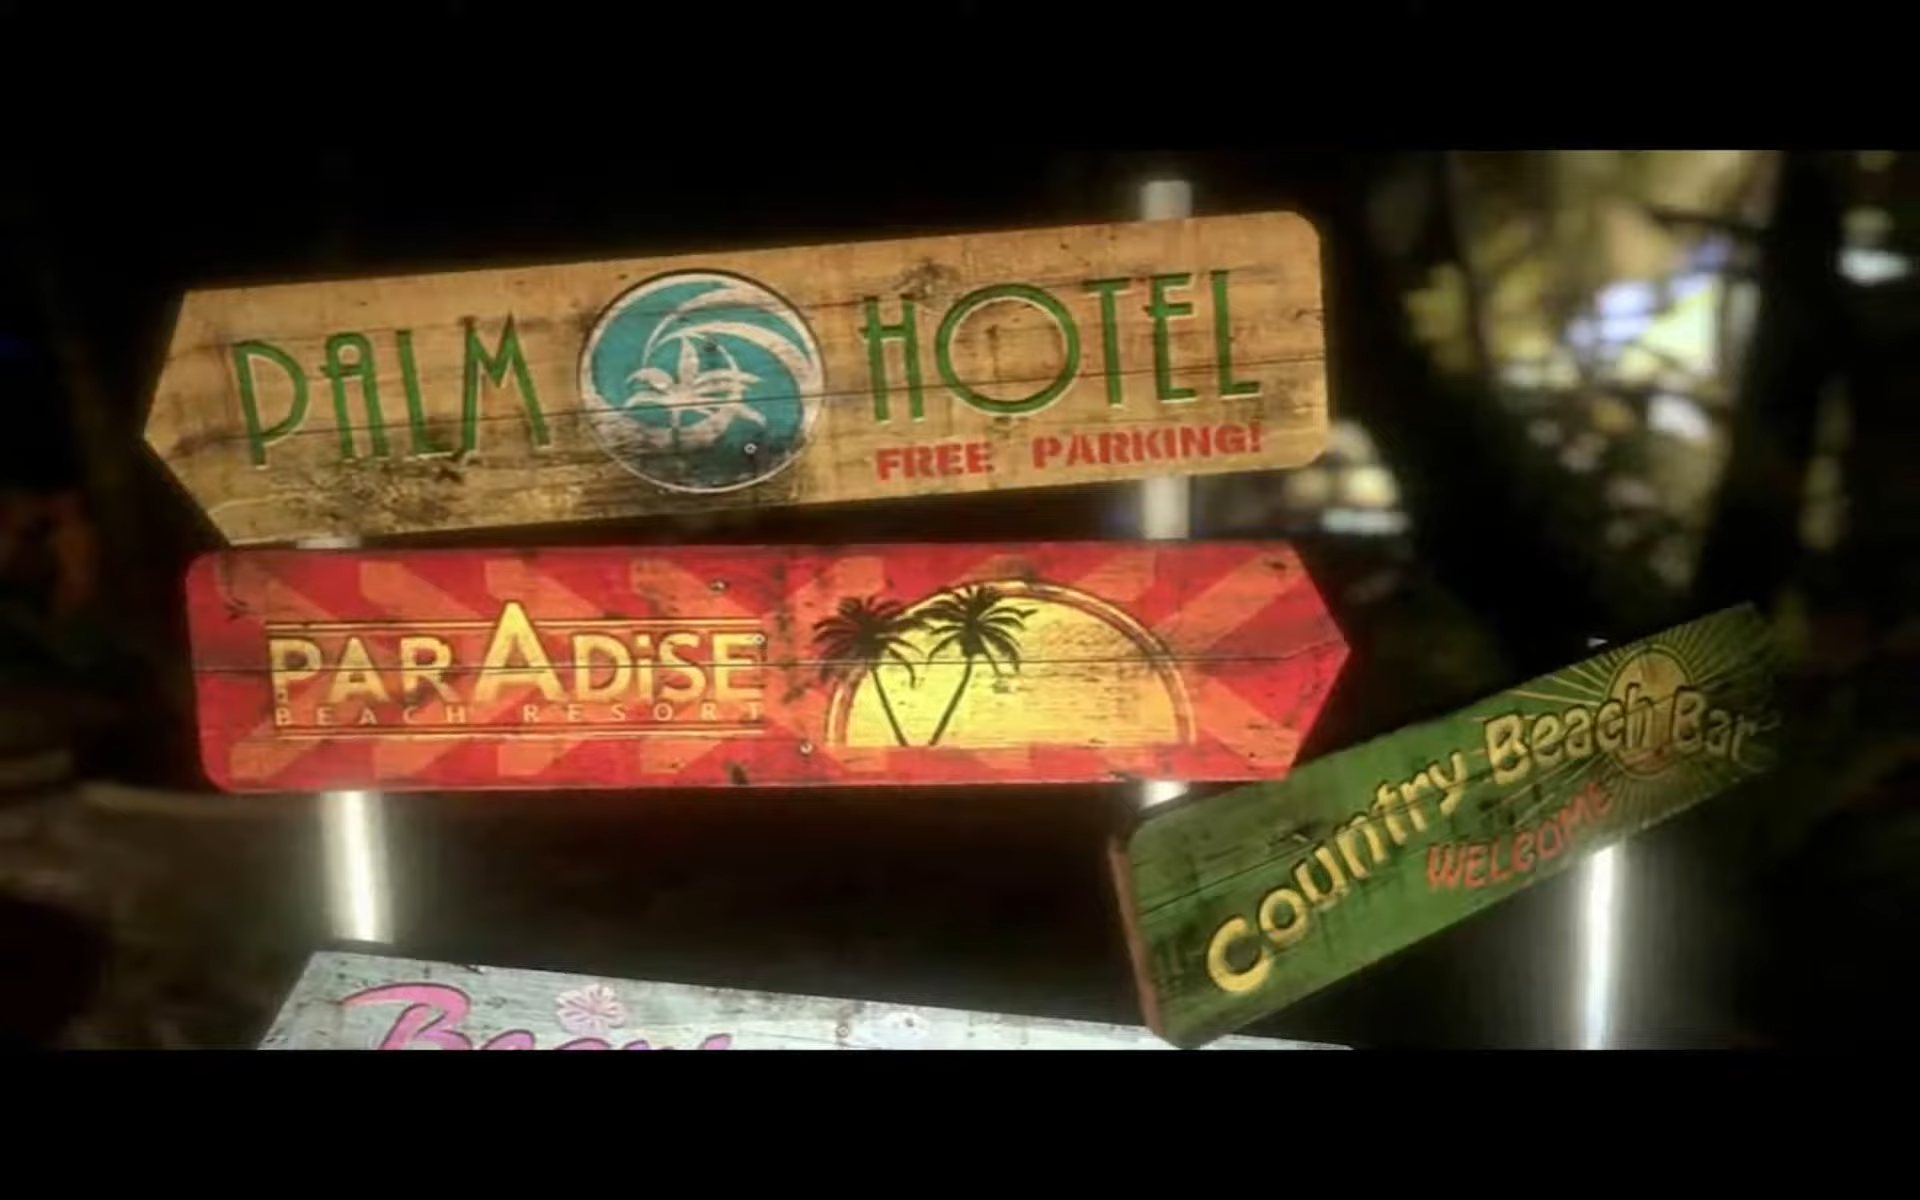 PALM HOTEL
FREE PARKING!
PARADiSE
BEACH RESORT
Country Beach Bar
WELCOME